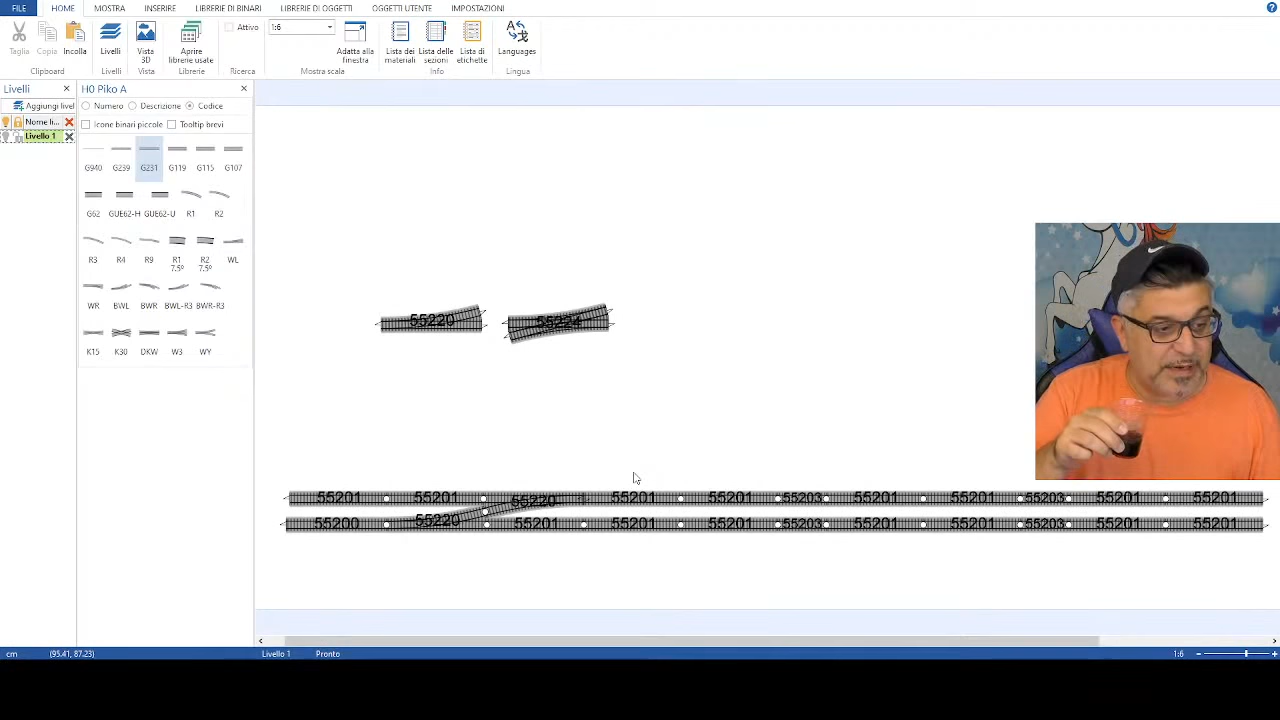 FILE HOME MOSTRA INSERIRE LIBRERIE DI BINARI LIBRERIE DI OGGETTI OGGETTI UTENTE IMPOSTAZIONI
Attivo 1:6
Taglia Copia Incolla Livelli Vista 3D Aprire librerie usate Adatta alla finestra Lista dei materiali Lista delle sezioni Lista di etichette Languages
Clipboard Livelli Vista Librerie Ricerca Mostra scala Info Lingua
Livelli H0 Piko A
Aggiungi livel Numero Descrizione Codice
Nome li... Icone binari piccole Tooltip brevi
Livello 1
G940 G239 G231 G119 G115 G107
G62 GUE62-H GUE62-U R1 R2
R3 R4 R9 R1 7.5º R2 7.5º WL
WR BWL BWR BWL-R3 BWR-R3
K15 K30 DKW W3 WY
55220 55224
55201 55201 55220 55201 55201 55203 55201 55201 55203 55201 55201
55200 55220 55201 55201 55201 55203 55201 55201 55203 55201 55201
cm (95.41, 87.23) Livello 1 Pronto 1:6